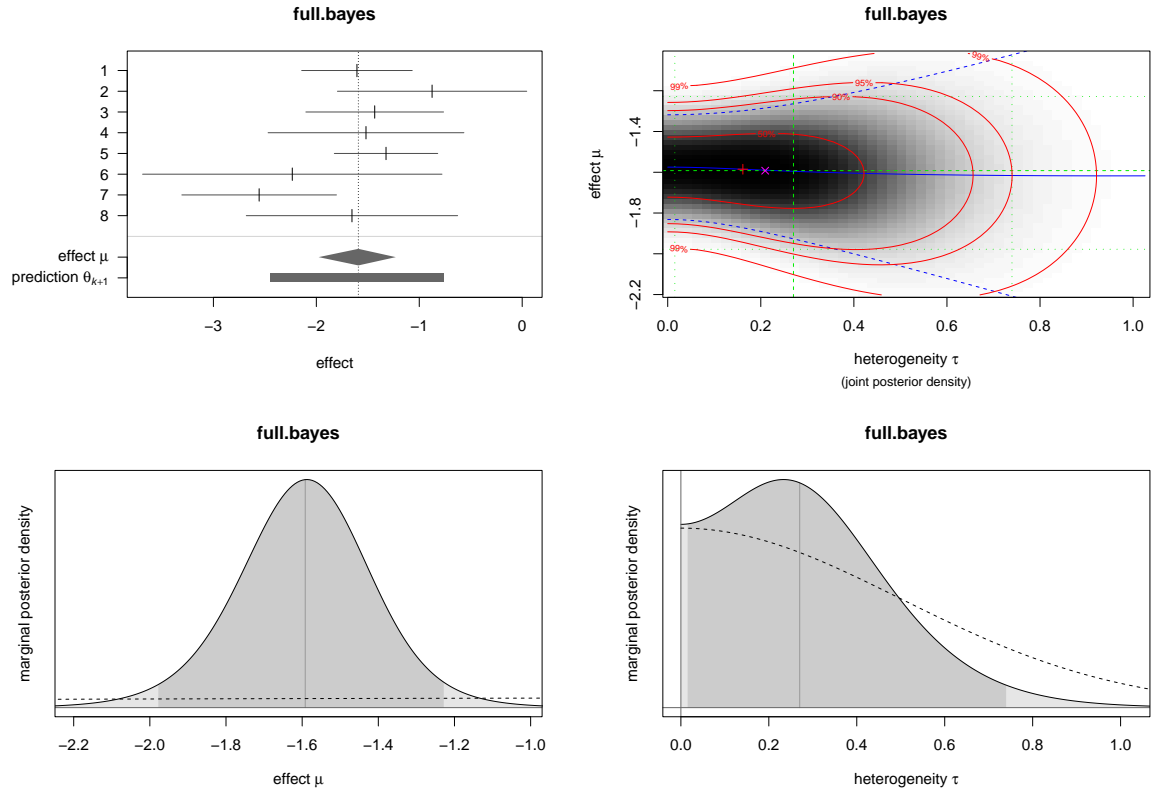 full.bayes
1
2
3
4
5
6
7
8
effect μ
prediction θk+1
−3 −2 −1 0
effect
full.bayes
effect μ
−1.4
−1.8
−2.2
99%
99%
95%
90%
50%
99%
0.0 0.2 0.4 0.6 0.8 1.0
heterogeneity τ
(joint posterior density)
full.bayes
marginal posterior density
−2.2 −2.0 −1.8 −1.6 −1.4 −1.2 −1.0
effect μ
full.bayes
marginal posterior density
0.0 0.2 0.4 0.6 0.8 1.0
heterogeneity τ